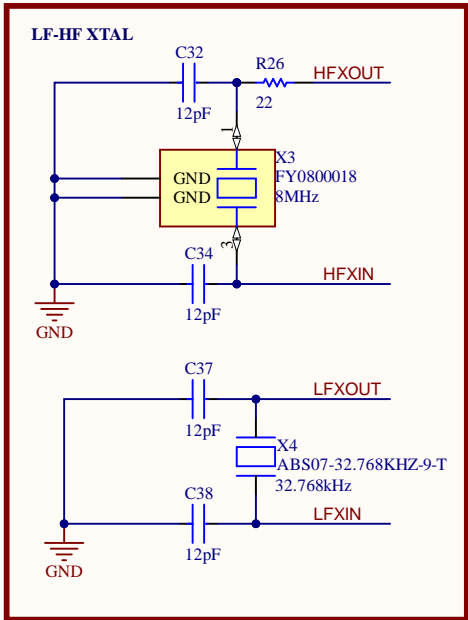 LF-HF XTAL
C32
R26
HFXOUT
12pF
22
1
X3
GND
FY0800018
GND
8MHz
3
C34
HFXIN
12pF
GND
C37
LFXOUT
12pF
X4
ABS07-32.768KHZ-9-T
32.768kHz
C38
LFXIN
12pF
GND